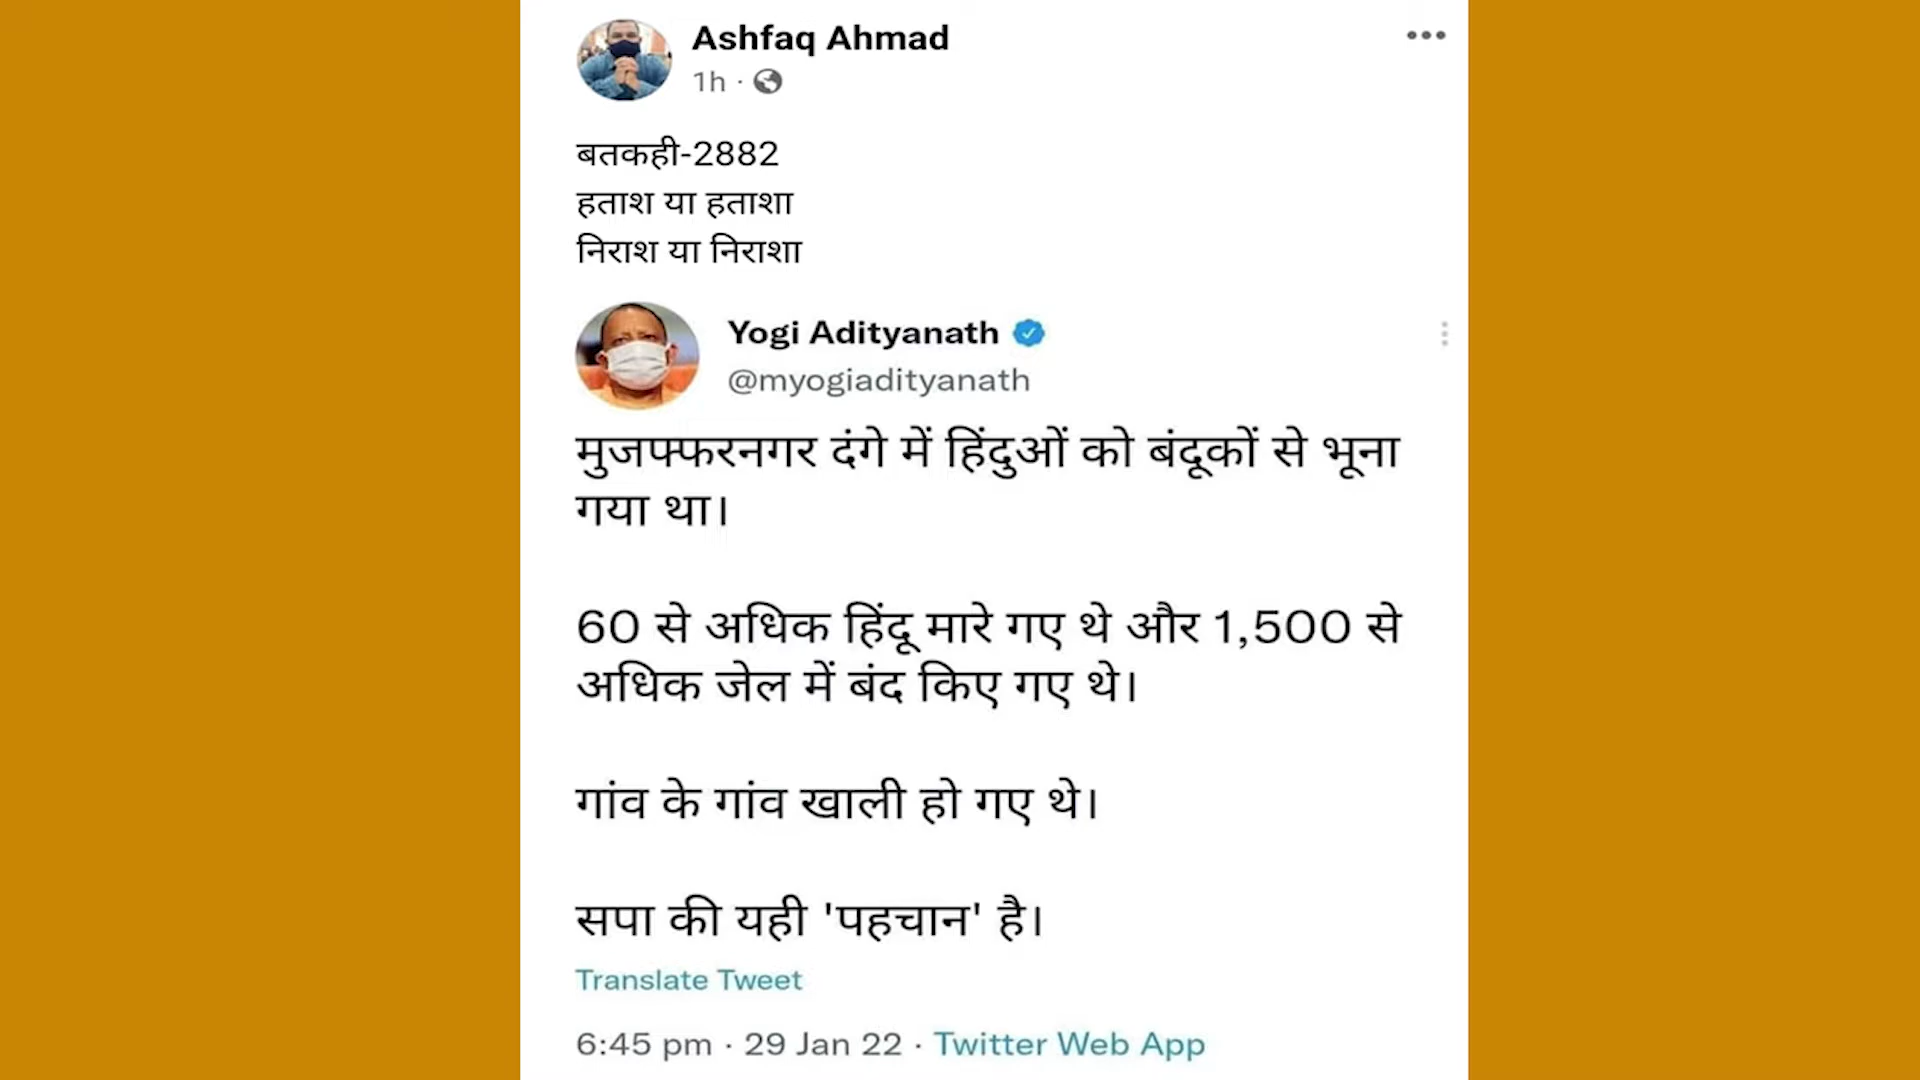 Ashfaq Ahmad
1h ·
बतकही-2882
हताश या हताशा
निराश या निराशा
Yogi Adityanath
@myogiadityanath
मुजफ्फरनगर दंगे में हिंदुओं को बंदूकों से भूना
गया था।
60 से अधिक हिंदू मारे गए थे और 1,500 से
अधिक जेल में बंद किए गए थे।
गांव के गांव खाली हो गए थे।
सपा की यही 'पहचान' है।
Translate Tweet
6:45 pm · 29 Jan 22 · Twitter Web App